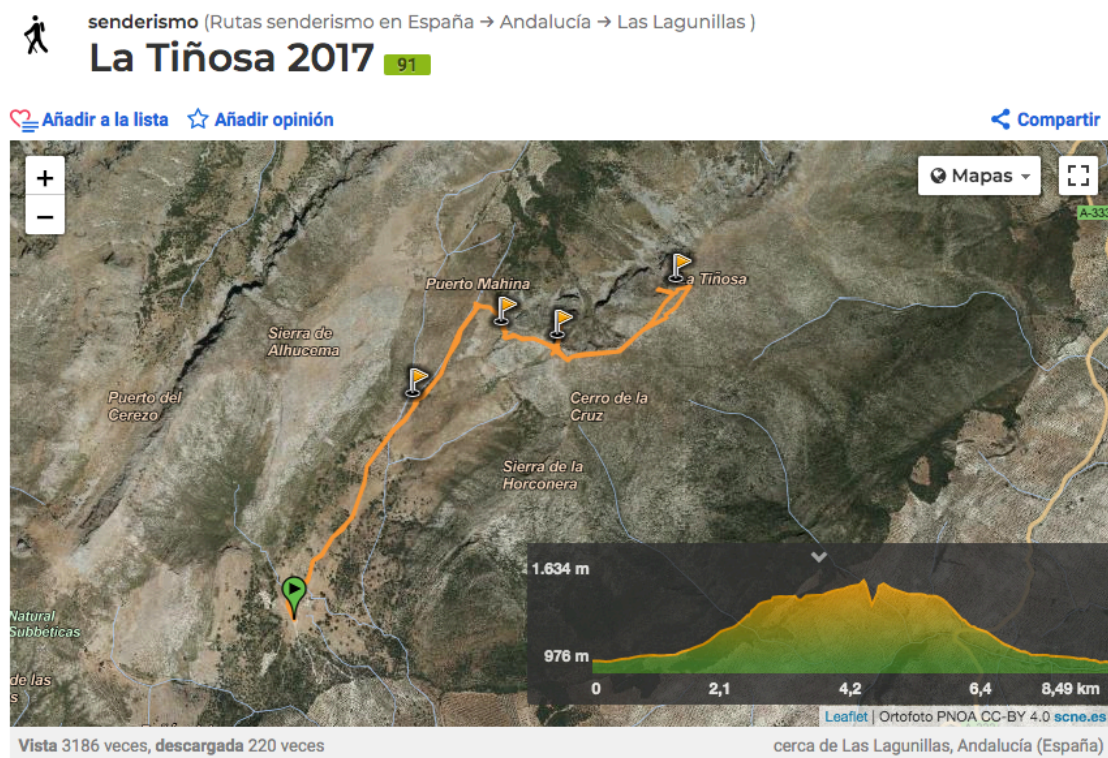 senderismo (Rutas senderismo en España → Andalucía → Las Lagunillas )
La Tiñosa 2017 91
Añadir a la lista Añadir opinión Compartir
+
−
Mapas
A-333
Puerto Mahina
La Tiñosa
Sierra de
Alhucema
Puerto del
Cerezo
Cerro de la
Cruz
Sierra de la
Horconera
Natural
Subbéticas
de las
s
1.634 m
976 m
0 2,1 4,2 6,4 8,49 km
Leaflet | Ortofoto PNOA CC-BY 4.0 scne.es
Vista 3186 veces, descargada 220 veces cerca de Las Lagunillas, Andalucía (España)